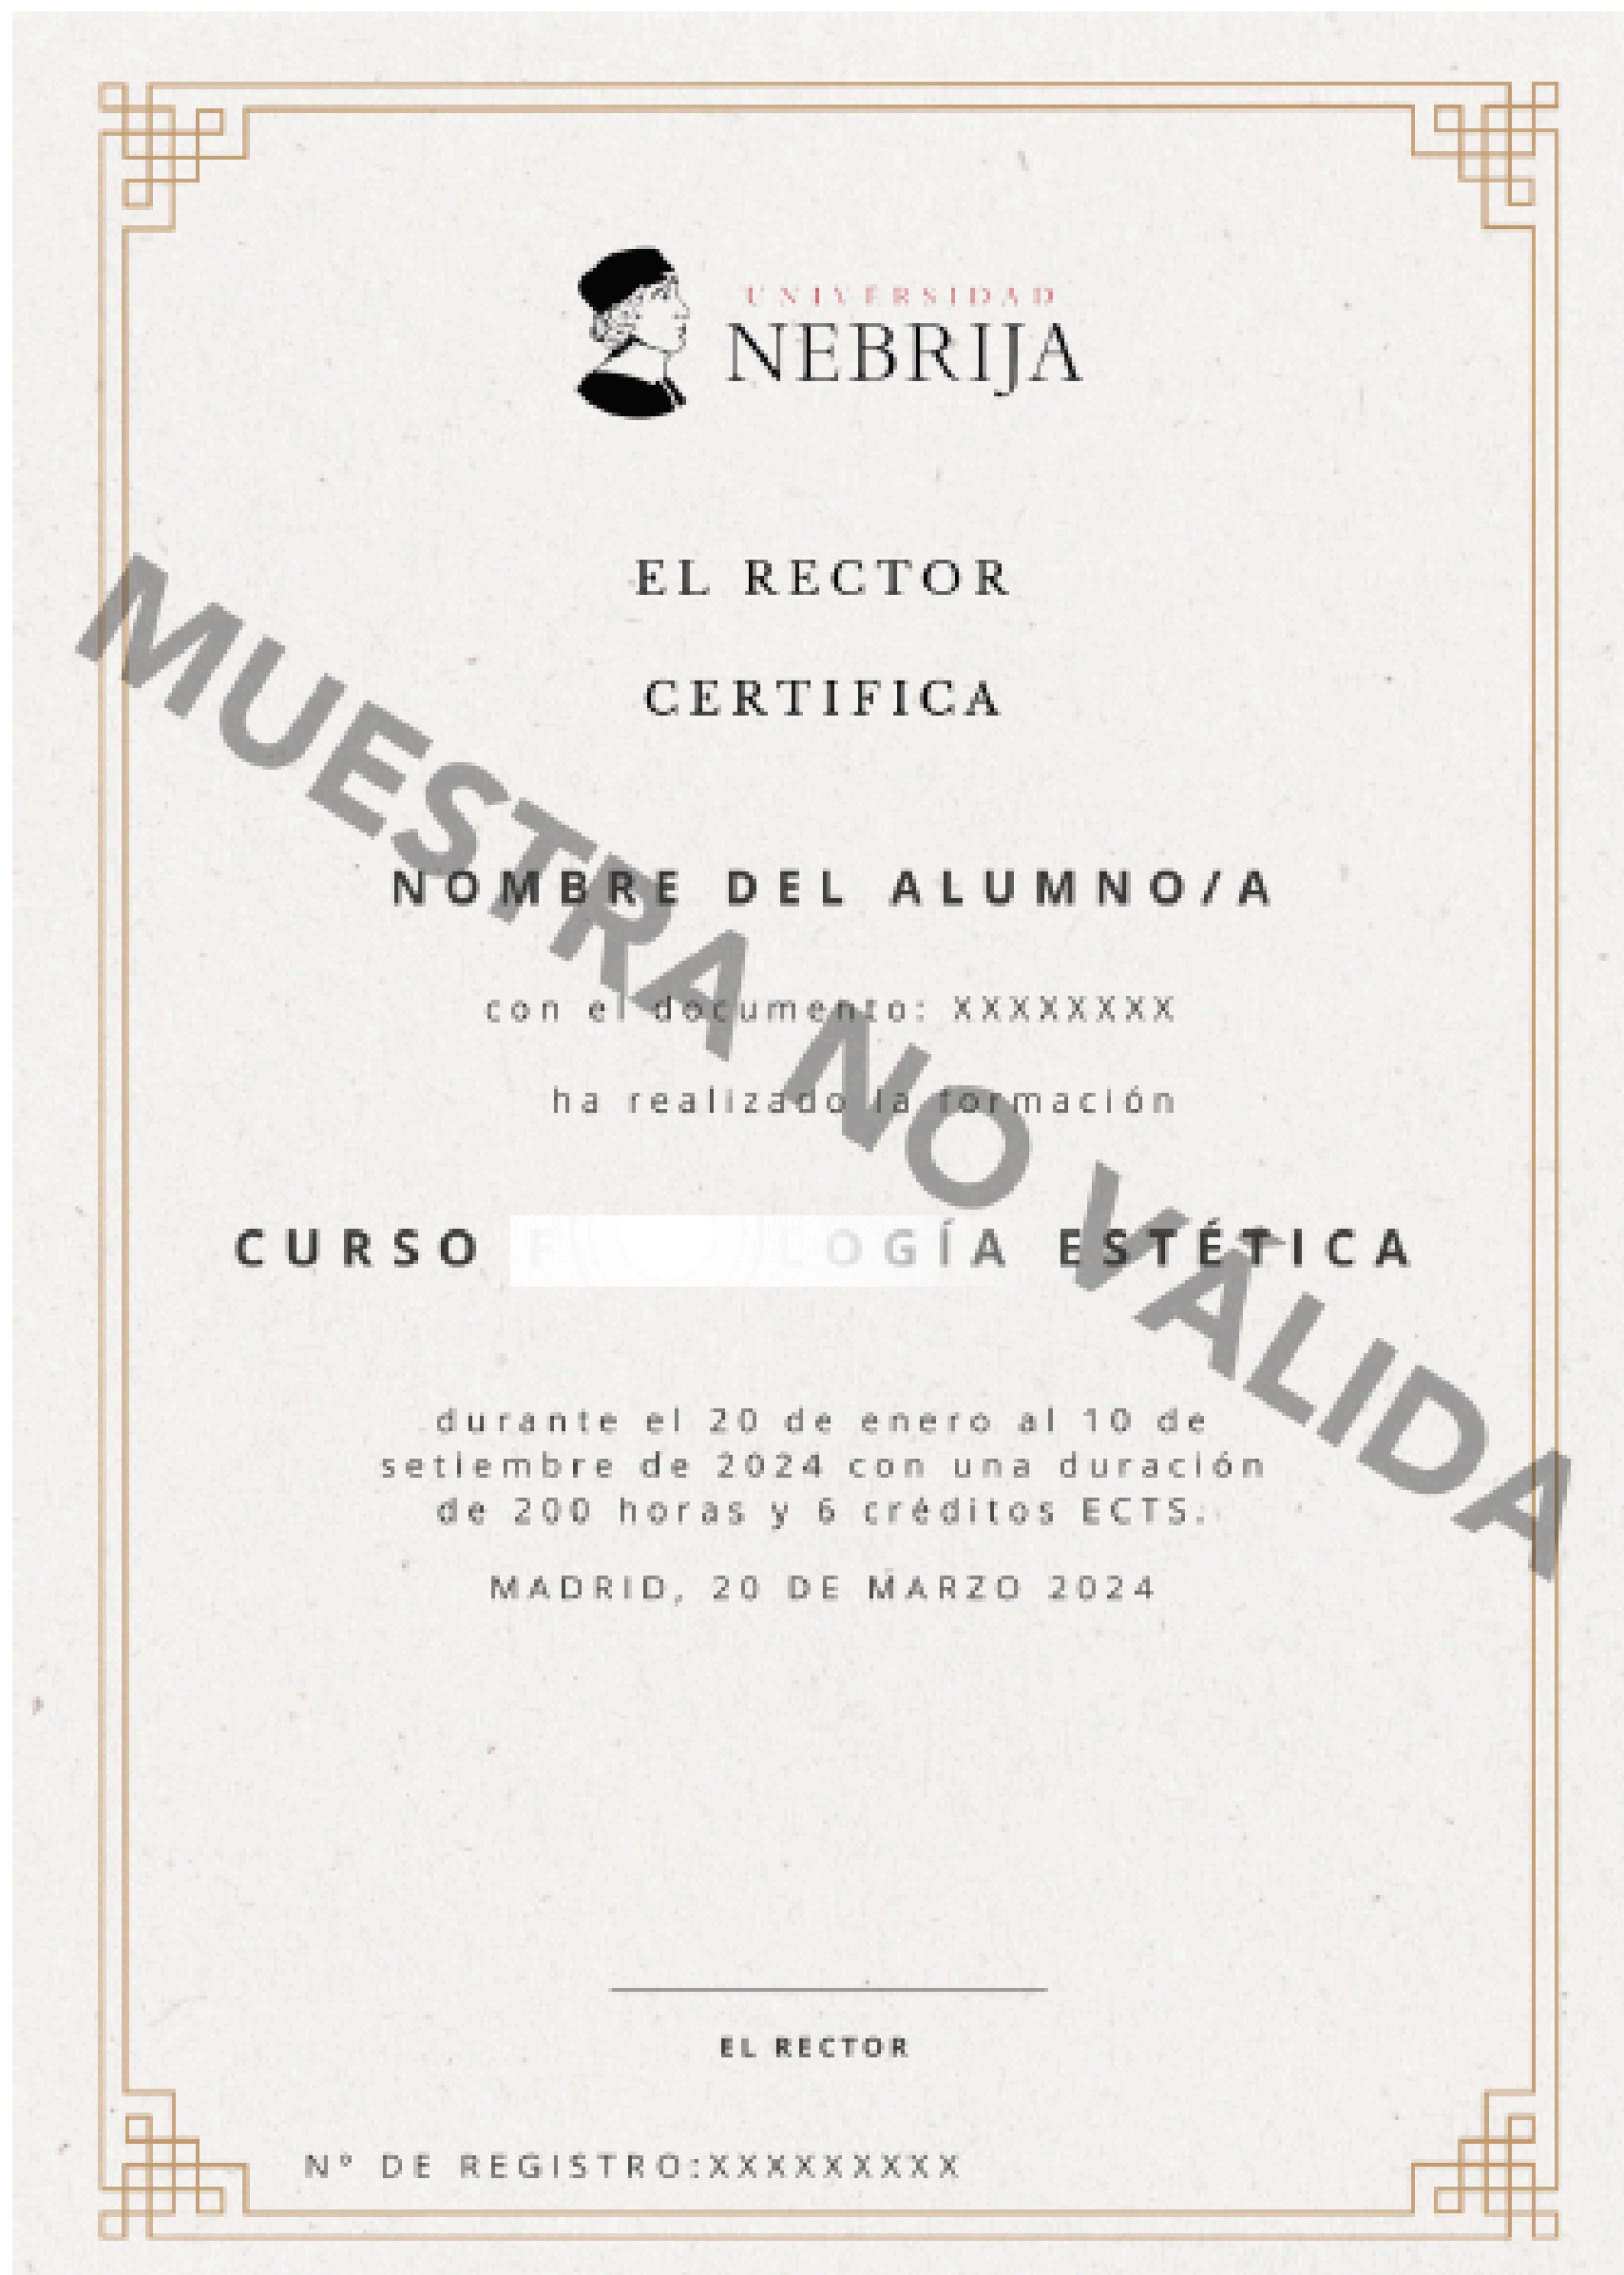 UNIVERSIDAD
NEBRIJA
EL RECTOR
CERTIFICA
NOMBRE DEL ALUMNO/A
con el documento: XXXXXXXX
ha realizado la formación
CURSO ESTÉTICA
durante el 20 de enero al 10 de
setiembre de 2024 con una duración
de 200 horas y 6 créditos ECTS.
MADRID, 20 DE MARZO 2024
EL RECTOR
Nº DE REGISTRO:XXXXXXXXX
MUESTRA NO VALIDA